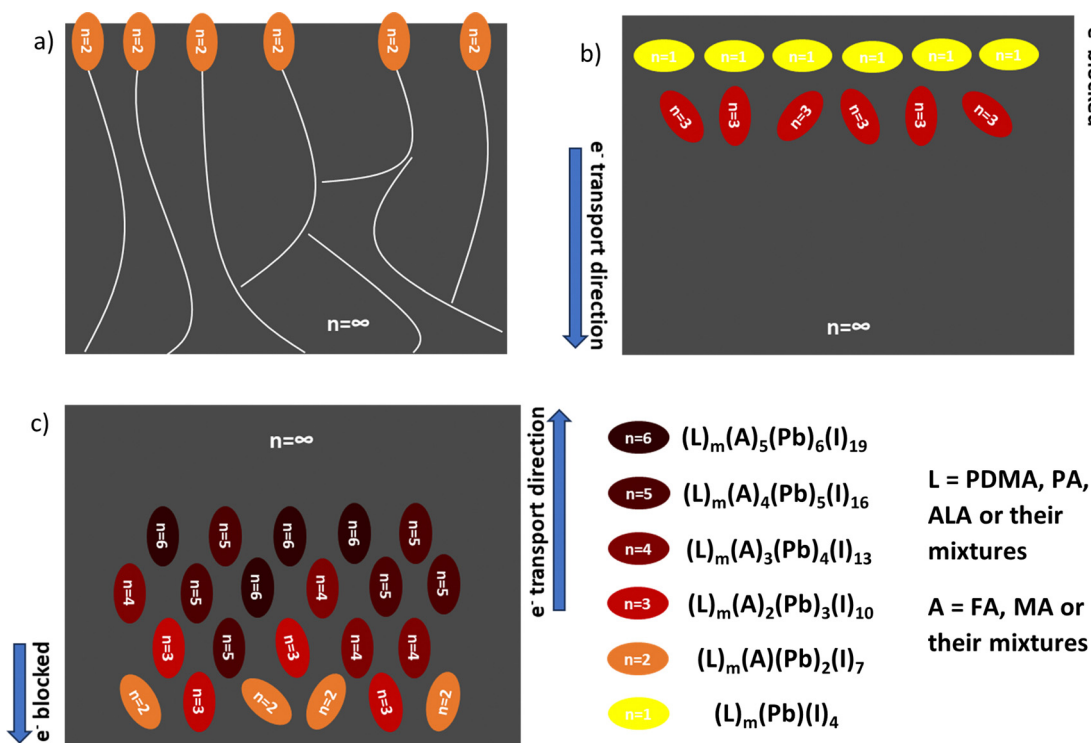 a)
n=2
n=2
n=2
n=2
n=2
n=2
n=∞
b)
n=1
n=1
n=1
n=1
n=1
n=1
n=3
n=3
n=3
n=3
n=3
n=3
e⁻ transport direction
n=∞
c)
n=∞
n=6
n=5
n=6
n=6
n=5
n=4
n=5
n=6
n=4
n=5
n=5
n=3
n=5
n=3
n=4
n=4
n=2
n=3
n=2
n=2
n=3
n=2
e⁻ blocked
e⁻ transport direction
n=6 (L)ₘ(A)₅(Pb)₆(I)₁₉
n=5 (L)ₘ(A)₄(Pb)₅(I)₁₆
n=4 (L)ₘ(A)₃(Pb)₄(I)₁₃
n=3 (L)ₘ(A)₂(Pb)₃(I)₁₀
n=2 (L)ₘ(A)(Pb)₂(I)₇
n=1 (L)ₘ(Pb)(I)₄
L = PDMA, PA,
ALA or their
mixtures
A = FA, MA or
their mixtures